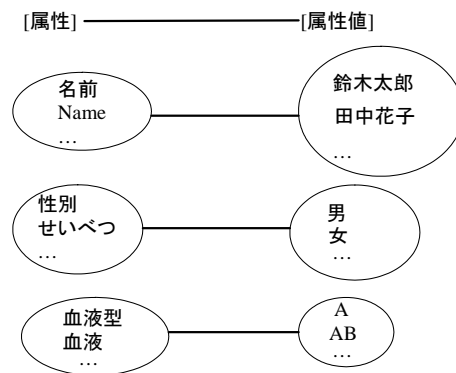 [属性] [属性値]
名前
Name
…
鈴木太郎
田中花子
…
性別
せいべつ
…
男
女
…
血液型
血液
…
A
AB
…